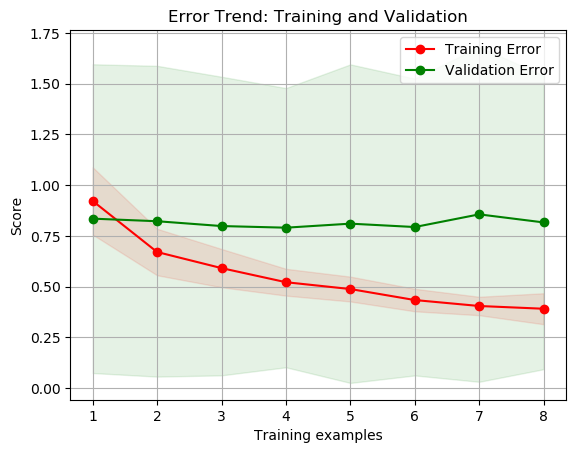 Error Trend: Training and Validation
1.75
1.50
1.25
1.00
0.75
0.50
0.25
0.00
Score
Training Error
Validation Error
1 2 3 4 5 6 7 8
Training examples